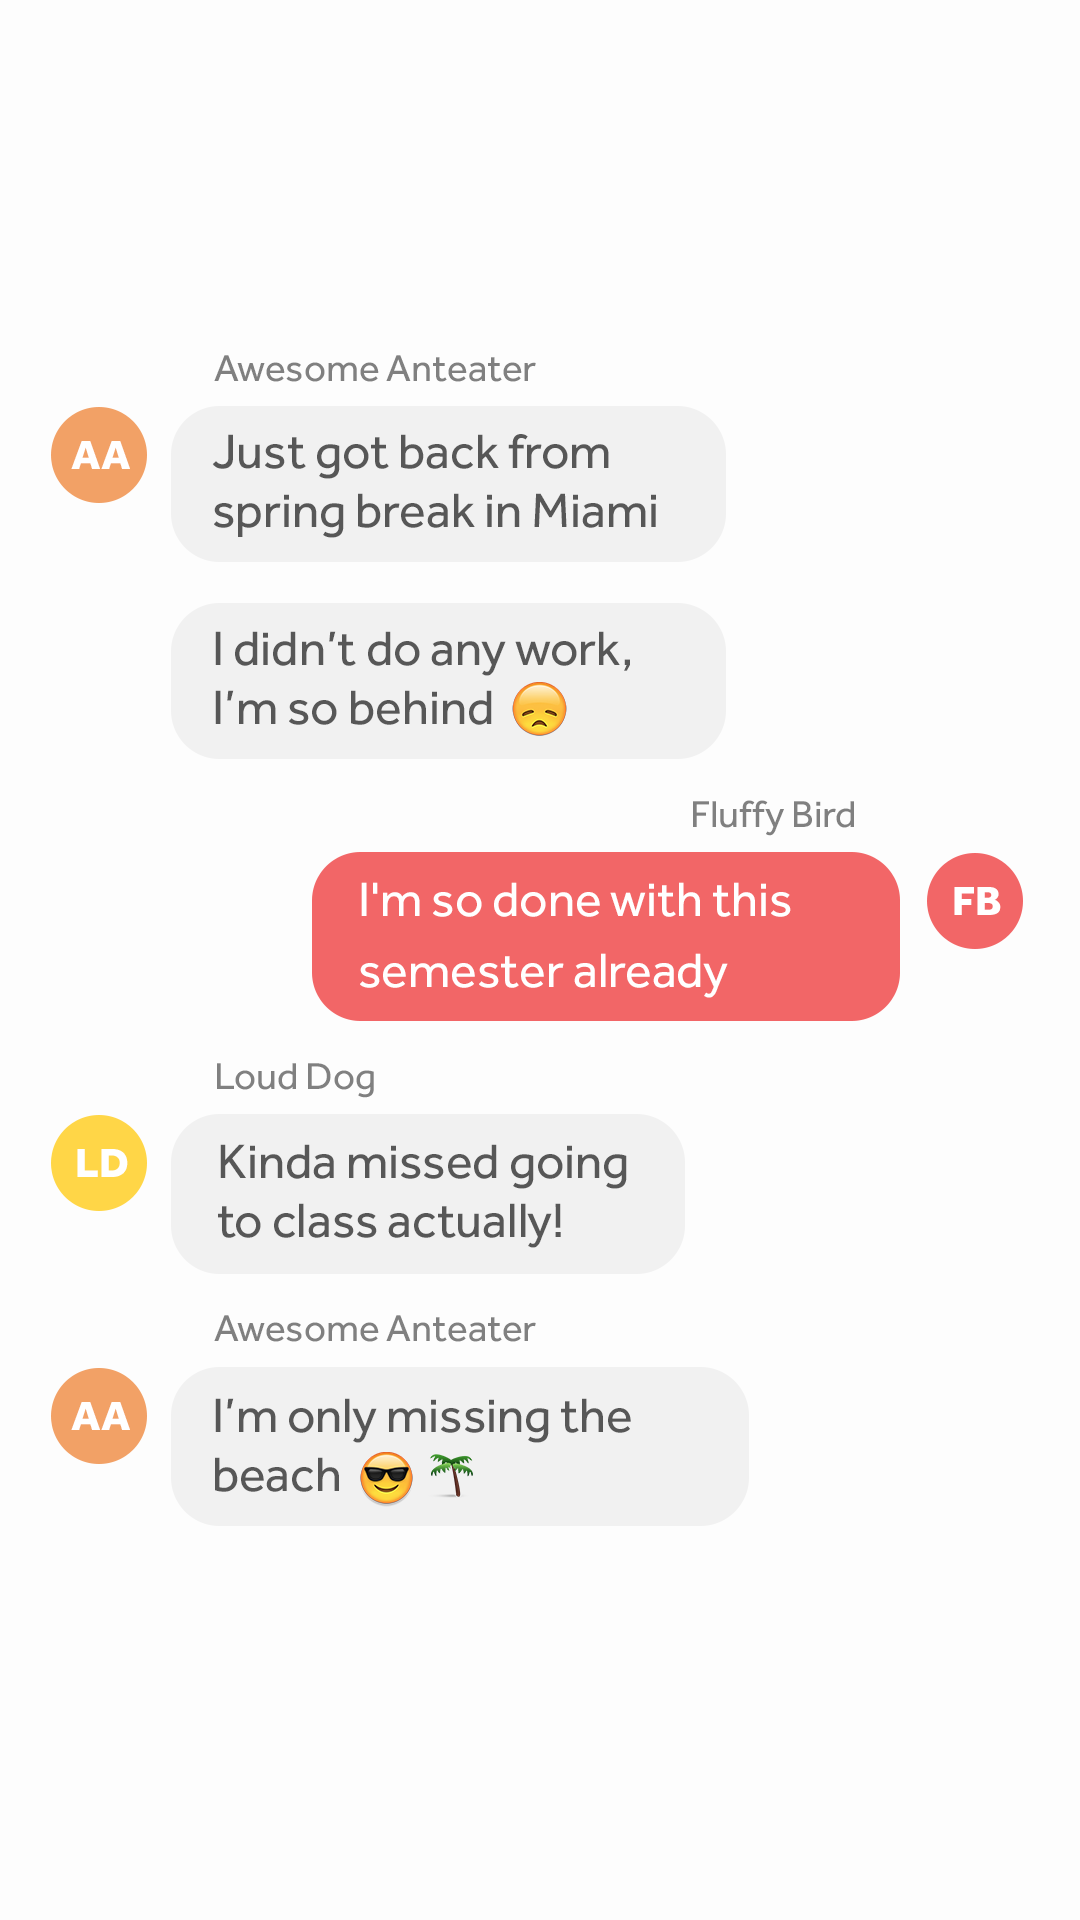 Awesome Anteater
AA
Just got back from
spring break in Miami
I didn’t do any work,
I’m so behind 😞
Fluffy Bird
I'm so done with this
FB
semester already
Loud Dog
LD
Kinda missed going
to class actually!
Awesome Anteater
AA
I’m only missing the
beach 😎 🌴